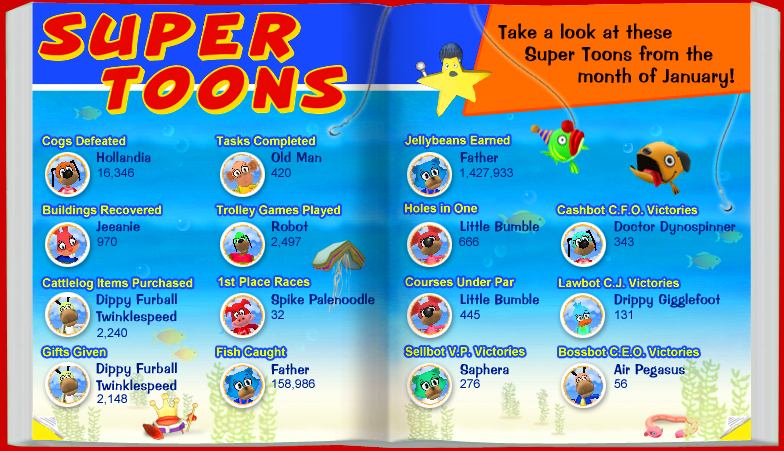 SUPER
TOONS
Take a look at these
Super Toons from the
month of January!
Cogs Defeated
Hollandia
16,346
Buildings Recovered
Jeeanie
970
Cattlelog Items Purchased
Dippy Furball
Twinklespeed
2,240
Gifts Given
Dippy Furball
Twinklespeed
2,148
Tasks Completed
Old Man
420
Trolley Games Played
Robot
2,497
1st Place Races
Spike Palenoodle
32
Fish Caught
Father
158,986
Jellybeans Earned
Father
1,427,933
Holes in One
Little Bumble
666
Courses Under Par
Little Bumble
445
Sellbot V.P. Victories
Saphera
276
Cashbot C.F.O. Victories
Doctor Dynospinner
343
Lawbot C.J. Victories
Drippy Gigglefoot
131
Bossbot C.E.O. Victories
Air Pegasus
56